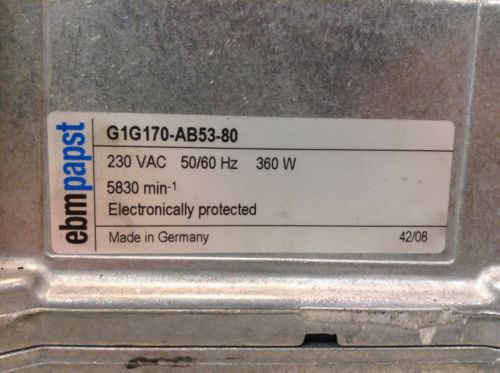 ebmpapst
G1G170-AB53-80
230 VAC 50/60 Hz 360 W
5830 min-1
Electronically protected
Made in Germany 42/08